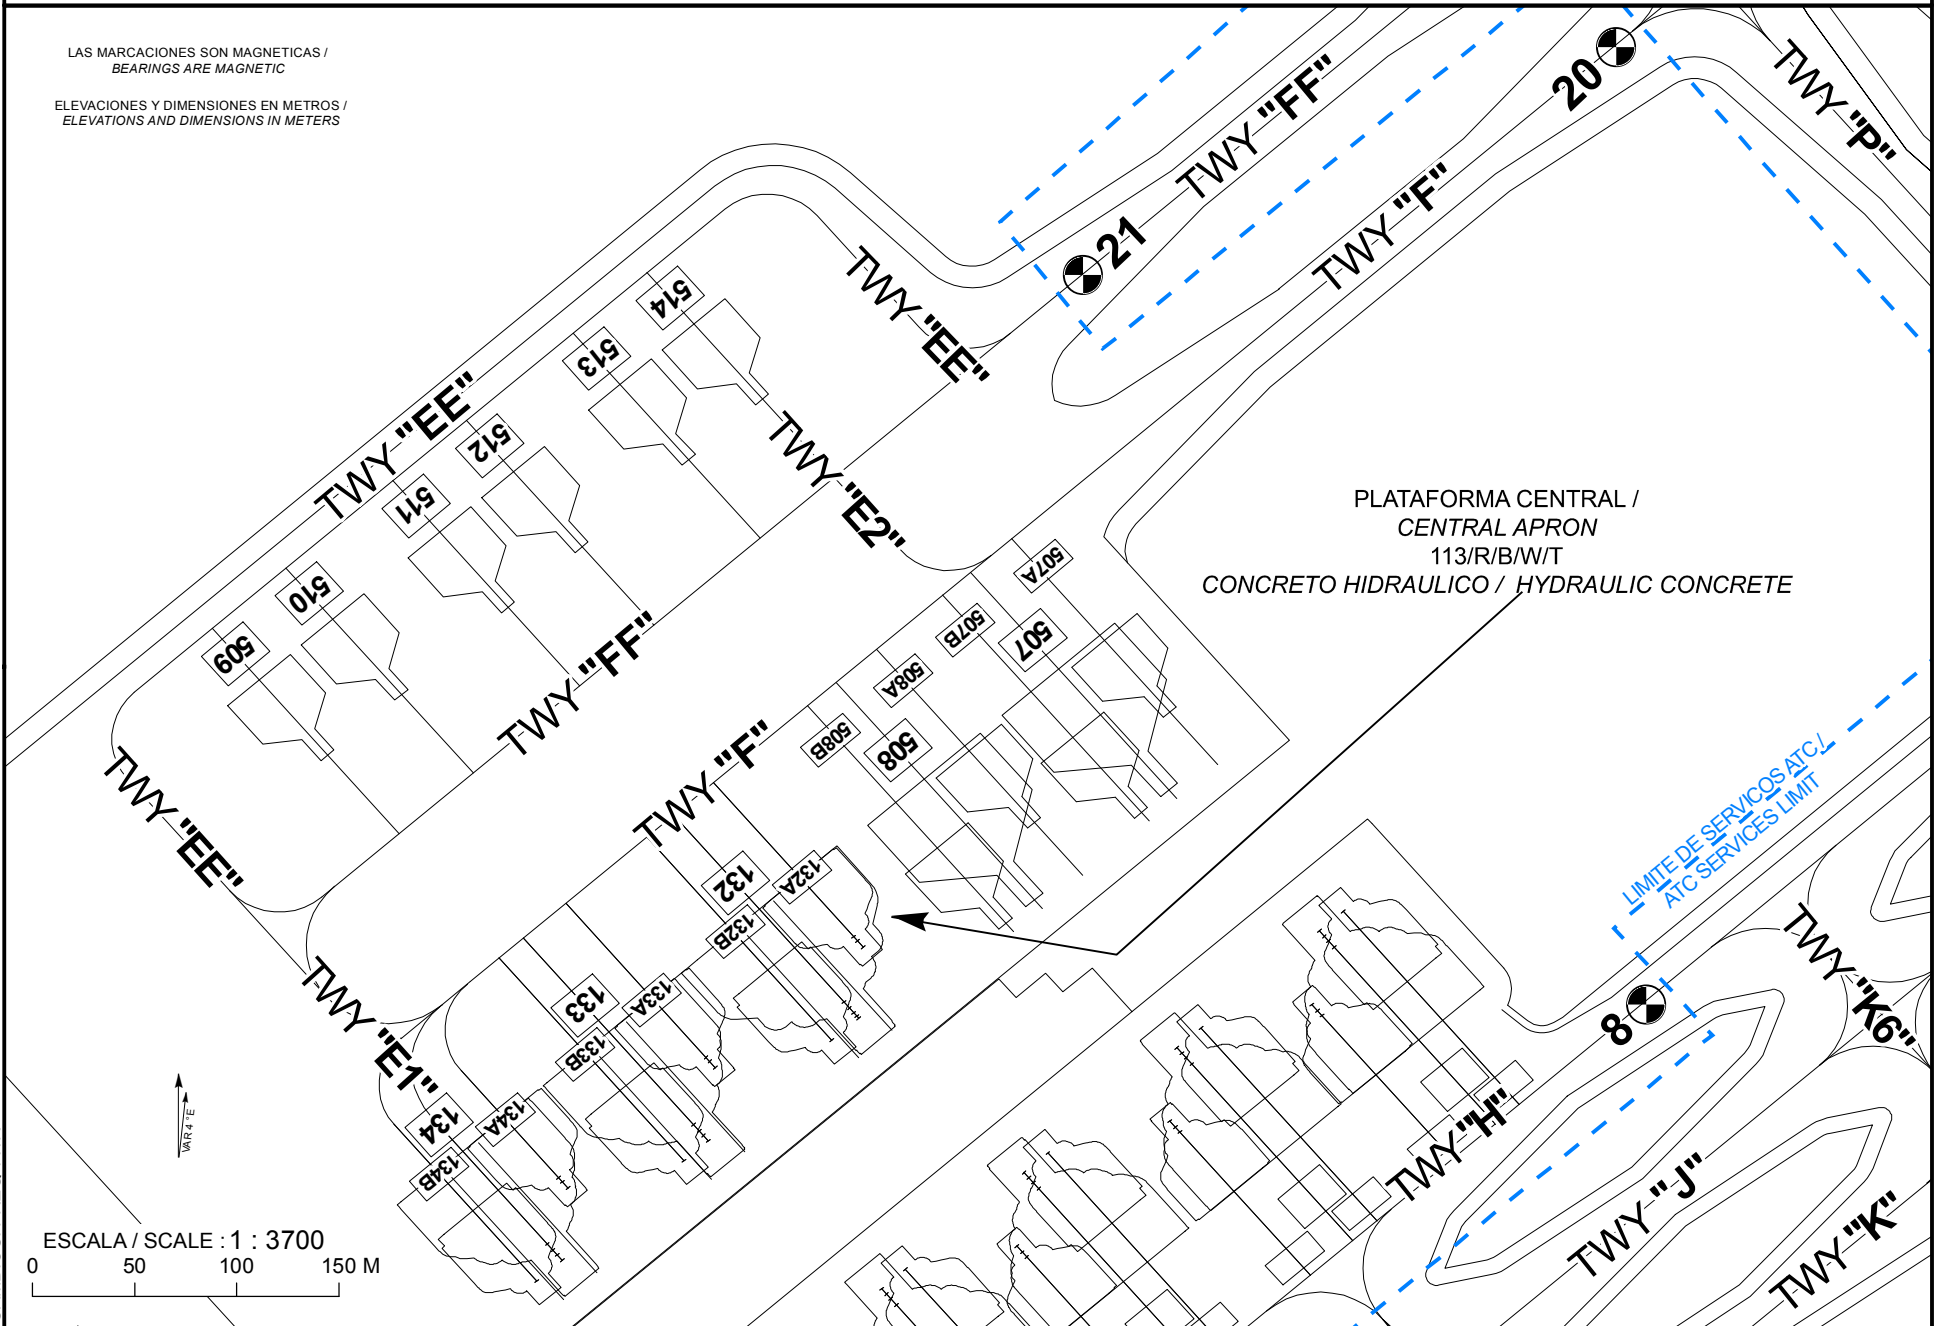 LAS MARCACIONES SON MAGNETICAS /
BEARINGS ARE MAGNETIC
ELEVACIONES Y DIMENSIONES EN METROS /
ELEVATIONS AND DIMENSIONS IN METERS
20
TWY "P"
TWY "FF"
TWY "F"
21
TWY "EE"
514
513
TWY "EE"
512
511
TWY "E2"
510
509
TWY "FF"
PLATAFORMA CENTRAL /
CENTRAL APRON
113/R/B/W/T
CONCRETO HIDRAULICO / HYDRAULIC CONCRETE
507A
507B
507
508A
508B
508
TWY "F"
TWY "EE"
LIMITE DE SERVICOS ATC /
ATC SERVICES LIMIT
132
132A
132B
TWY "E1"
133
133A
133B
134
134A
134B
8
TWY "K6"
TWY "H"
TWY "J"
TWY "K"
VAR 4 °E
ESCALA / SCALE : 1 : 3700
0 50 100 150 M